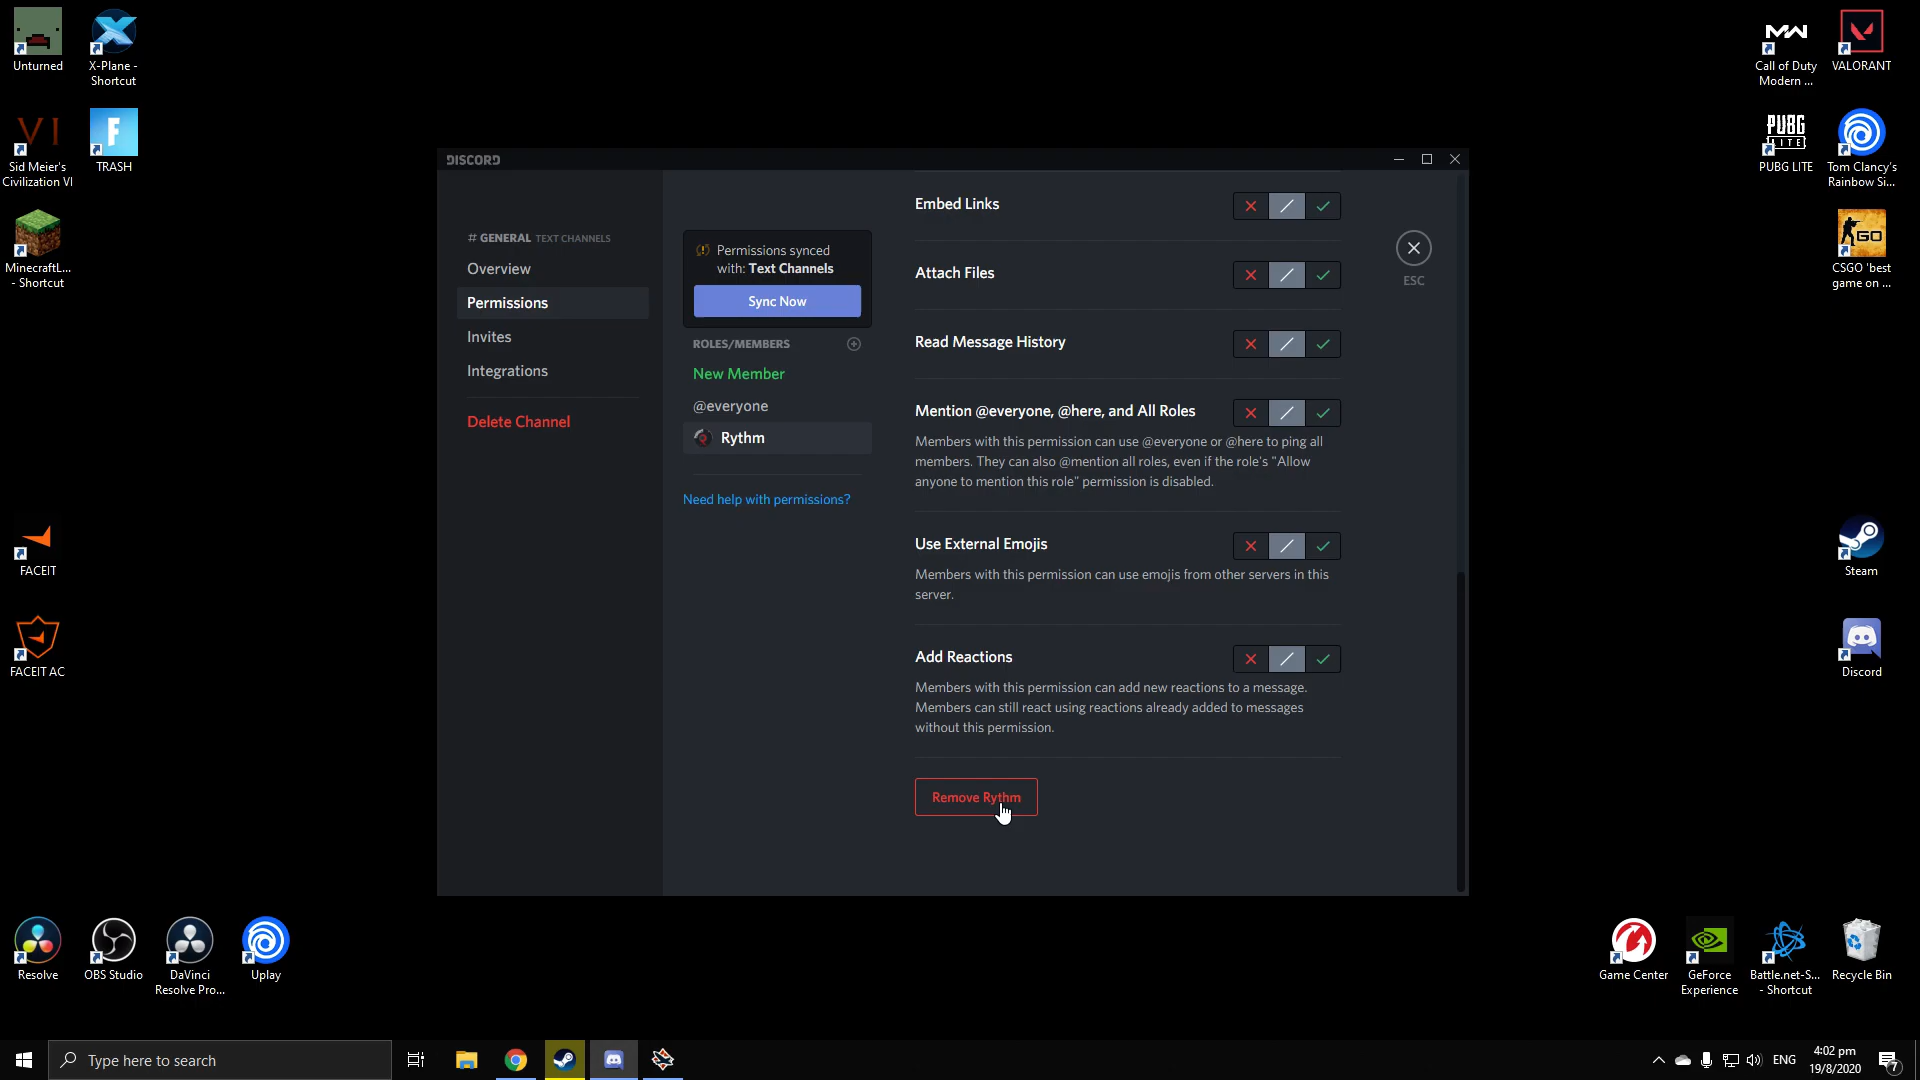 Unturned
X-Plane -
Shortcut
VI
Sid Meier's
Civilization VI
F
TRASH
MinecraftL...
- Shortcut
FACEIT
FACEIT AC
Resolve
OBS Studio
DaVinci
Resolve Pro...
Uplay
DISCORD
# GENERAL TEXT CHANNELS
Overview
Permissions
Invites
Integrations
Delete Channel
Permissions synced
with: Text Channels
Sync Now
ROLES/MEMBERS
New Member
@everyone
Rythm
Need help with permissions?
Embed Links
Attach Files
Read Message History
Mention @everyone, @here, and All Roles
Members with this permission can use @everyone or @here to ping all
members. They can also @mention all roles, even if the role's "Allow
anyone to mention this role" permission is disabled.
Use External Emojis
Members with this permission can use emojis from other servers in this
server.
Add Reactions
Members with this permission can add new reactions to a message.
Members can still react using reactions already added to messages
without this permission.
Remove Rythm
ESC
MW
Call of Duty
Modern ...
VALORANT
PUBG
LITE
PUBG LITE
Tom Clancy's
Rainbow Si...
GO
CSGO 'best
game on ...
Steam
Discord
Game Center
GeForce
Experience
Battle.net-S...
- Shortcut
Recycle Bin
Type here to search
ENG
4:02 pm
19/8/2020
7